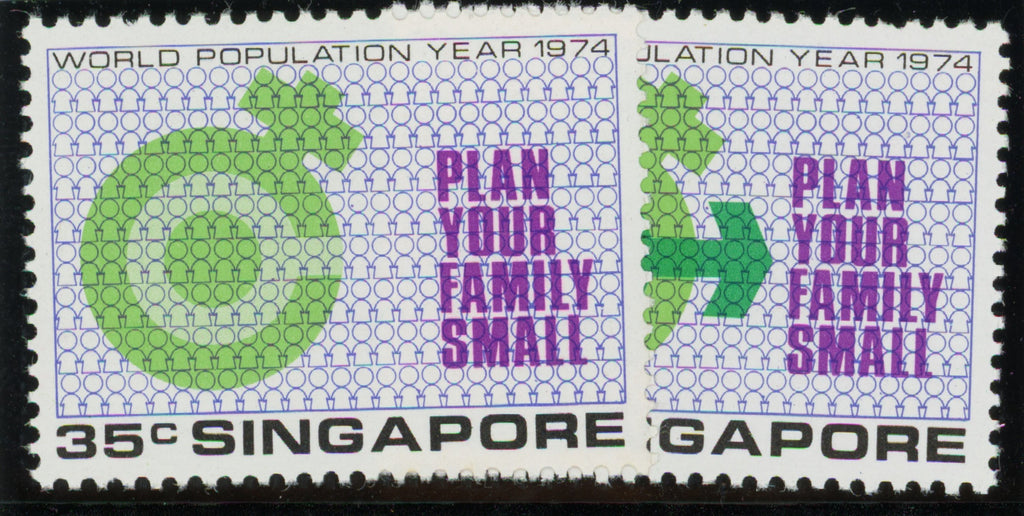 WORLD POPULATION YEAR 1974
PLAN
YOUR
FAMILY
SMALL
35c SINGAPORE
ULATION YEAR 1974
PLAN
YOUR
FAMILY
SMALL
GAPORE